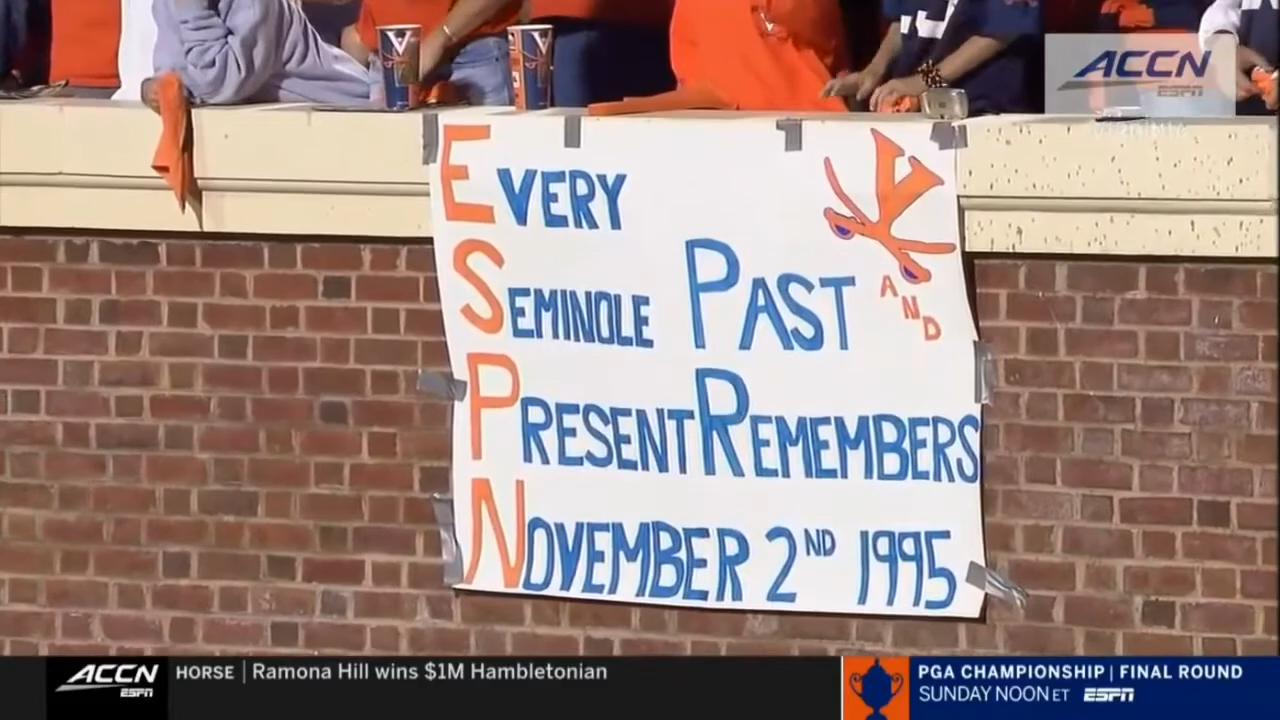 ACCN
ESPN
EVERY
SEMINOLE PAST AND
PRESENT REMEMBERS
NOVEMBER 2ND 1995
ACCN
ESPN
HORSE | Ramona Hill wins $1M Hambletonian
PGA CHAMPIONSHIP | FINAL ROUND
SUNDAY NOON ET ESPN